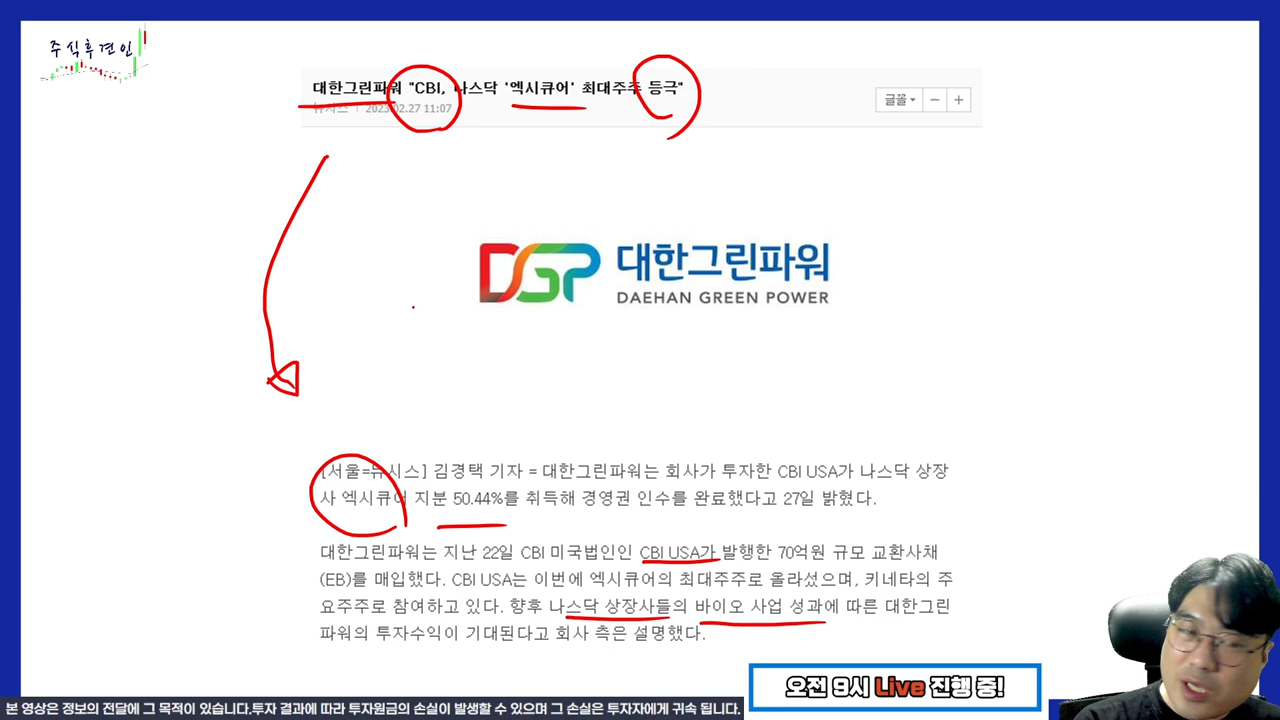 주식후견인
대한그린파워 "CBI, 나스닥 '엑시큐어' 최대주주 등극"
뉴시스 | 2023.02.27 11:07
글꼴
DGP 대한그린파워
DAEHAN GREEN POWER
[서울=뉴시스] 김경택 기자 = 대한그린파워는 회사가 투자한 CBI USA가 나스닥 상장
사 엑시큐어 지분 50.44%를 취득해 경영권 인수를 완료했다고 27일 밝혔다.
대한그린파워는 지난 22일 CBI 미국법인인 CBI USA가 발행한 70억원 규모 교환사채
(EB)를 매입했다. CBI USA는 이번에 엑시큐어의 최대주주로 올라섰으며, 키네타의 주
요주주로 참여하고 있다. 향후 나스닥 상장사들의 바이오 사업 성과에 따른 대한그린
파워의 투자수익이 기대된다고 회사 측은 설명했다.
오전 9시 Live 진행 중!
본 영상은 정보의 전달에 그 목적이 있습니다.투자 결과에 따라 투자원금의 손실이 발생할 수 있으며 그 손실은 투자자에게 귀속 됩니다.